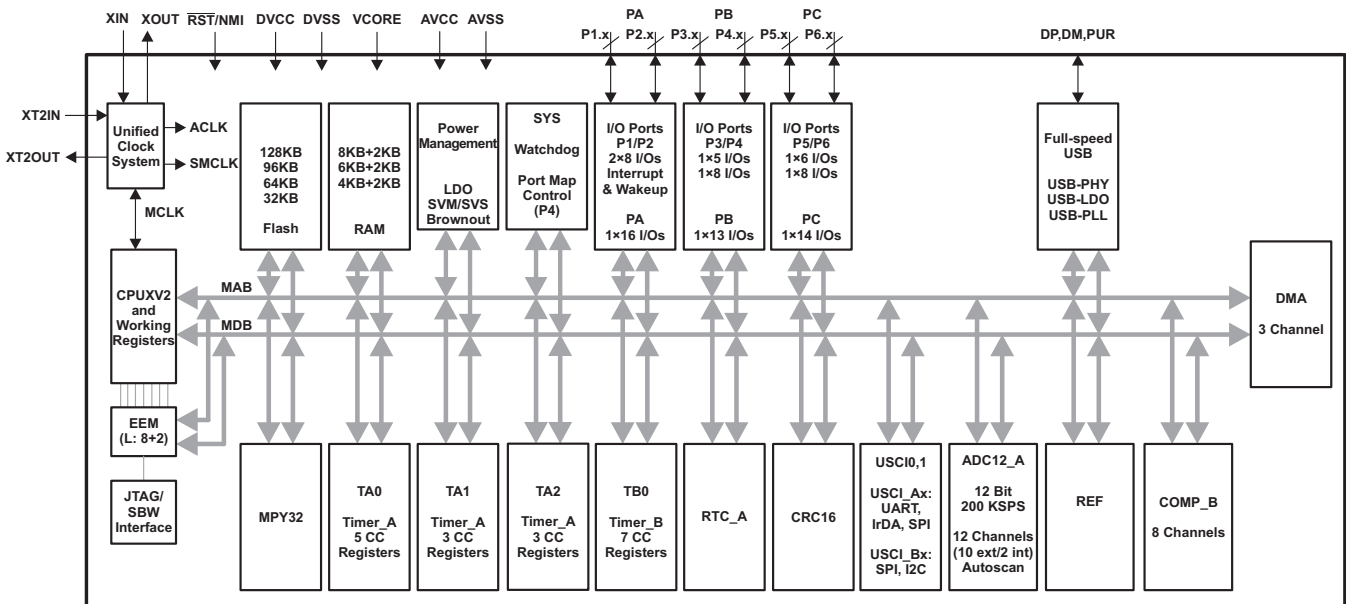 XIN
XOUT
RST/NMI
DVCC
DVSS
VCORE
AVCC
AVSS
PA
P1.x
P2.x
PB
P3.x
P4.x
PC
P5.x
P6.x
DP,DM,PUR
XT2IN
XT2OUT
Unified
Clock
System
ACLK
SMCLK
MCLK
128KB
96KB
64KB
32KB
Flash
8KB+2KB
6KB+2KB
4KB+2KB
RAM
Power
Management
LDO
SVM/SVS
Brownout
SYS
Watchdog
Port Map
Control
(P4)
I/O Ports
P1/P2
2×8 I/Os
Interrupt
& Wakeup
PA
1×16 I/Os
I/O Ports
P3/P4
1×5 I/Os
1×8 I/Os
PB
1×13 I/Os
I/O Ports
P5/P6
1×6 I/Os
1×8 I/Os
PC
1×14 I/Os
Full-speed
USB
USB-PHY
USB-LDO
USB-PLL
CPUXV2
and
Working
Registers
MAB
MDB
DMA
3 Channel
EEM
(L: 8+2)
JTAG/
SBW
Interface
MPY32
TA0
Timer_A
5 CC
Registers
TA1
Timer_A
3 CC
Registers
TA2
Timer_A
3 CC
Registers
TB0
Timer_B
7 CC
Registers
RTC_A
CRC16
USCI0,1
USCI_Ax:
UART,
IrDA, SPI
USCI_Bx:
SPI, I2C
ADC12_A
12 Bit
200 KSPS
12 Channels
(10 ext/2 int)
Autoscan
REF
COMP_B
8 Channels